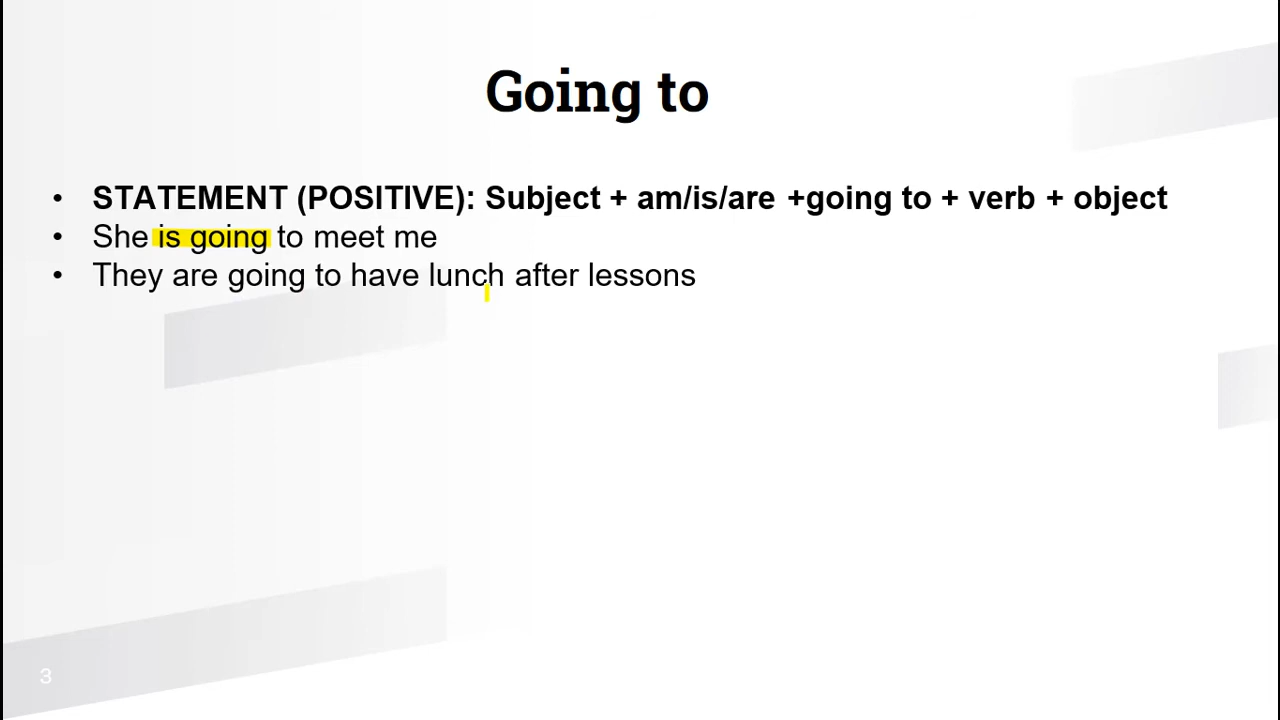 Going to
• STATEMENT (POSITIVE): Subject + am/is/are +going to + verb + object
• She is going to meet me
• They are going to have lunch after lessons
3